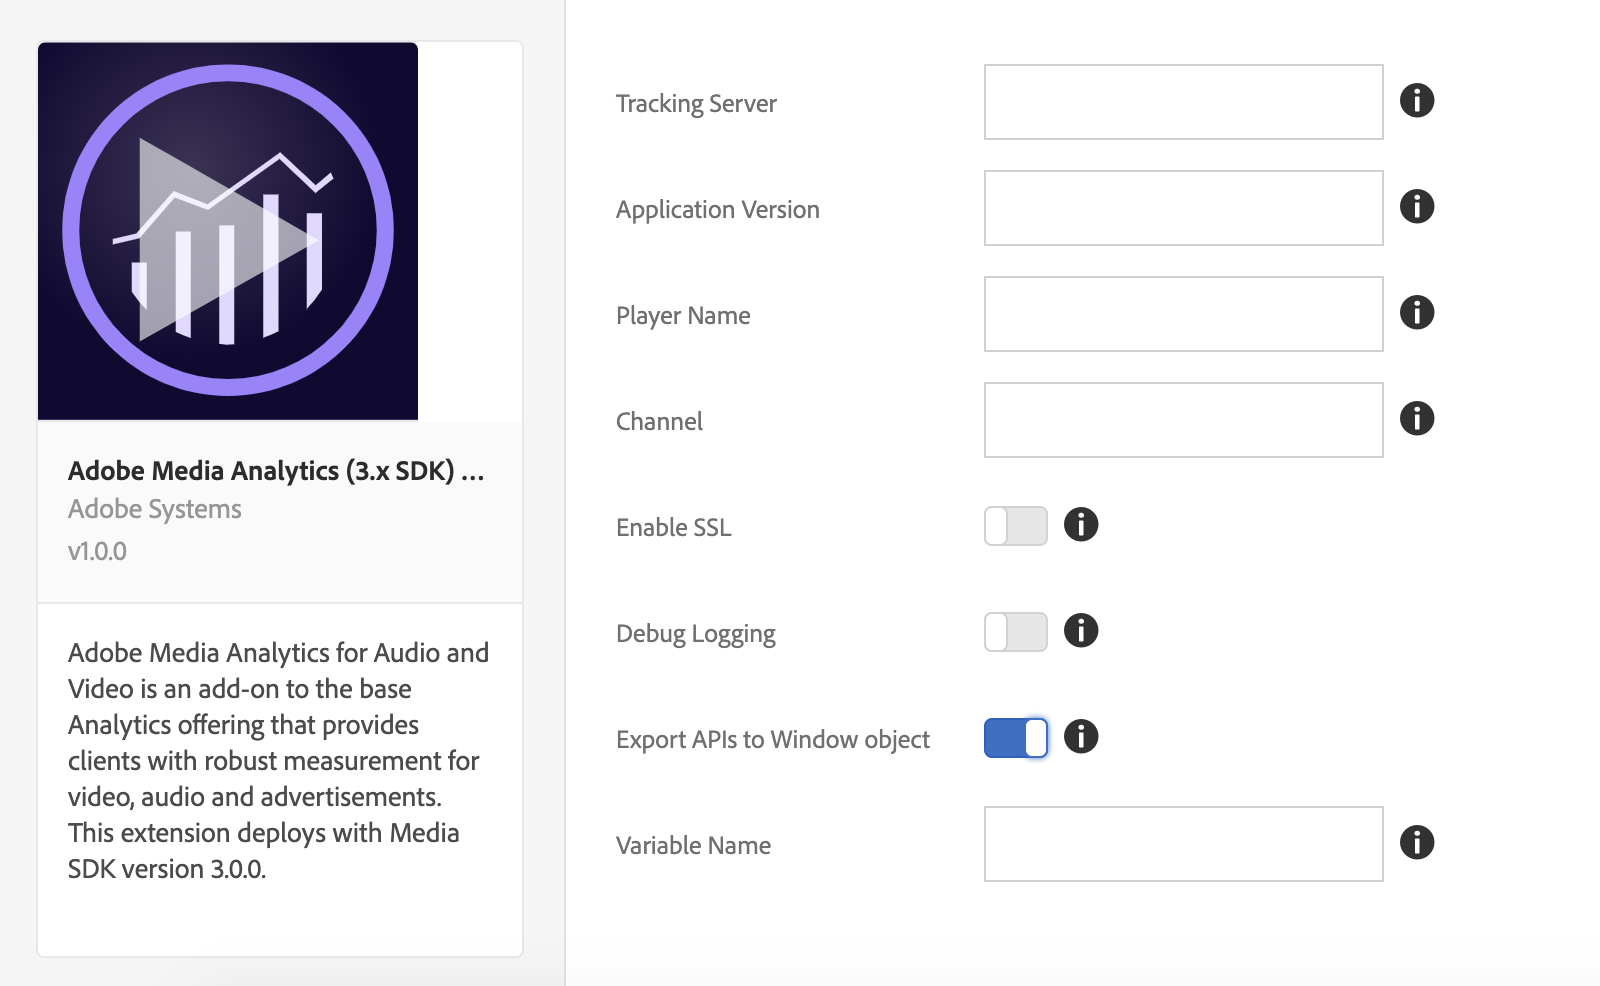 Adobe Media Analytics (3.x SDK) ...
Adobe Systems
v1.0.0
Adobe Media Analytics for Audio and
Video is an add-on to the base
Analytics offering that provides
clients with robust measurement for
video, audio and advertisements.
This extension deploys with Media
SDK version 3.0.0.
Tracking Server
Application Version
Player Name
Channel
Enable SSL
Debug Logging
Export APIs to Window object
Variable Name